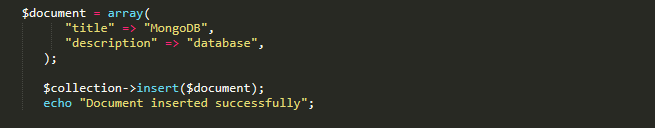 $document = array(
"title" => "MongoDB",
"description" => "database",
);
$collection->insert($document);
echo "Document inserted successfully";